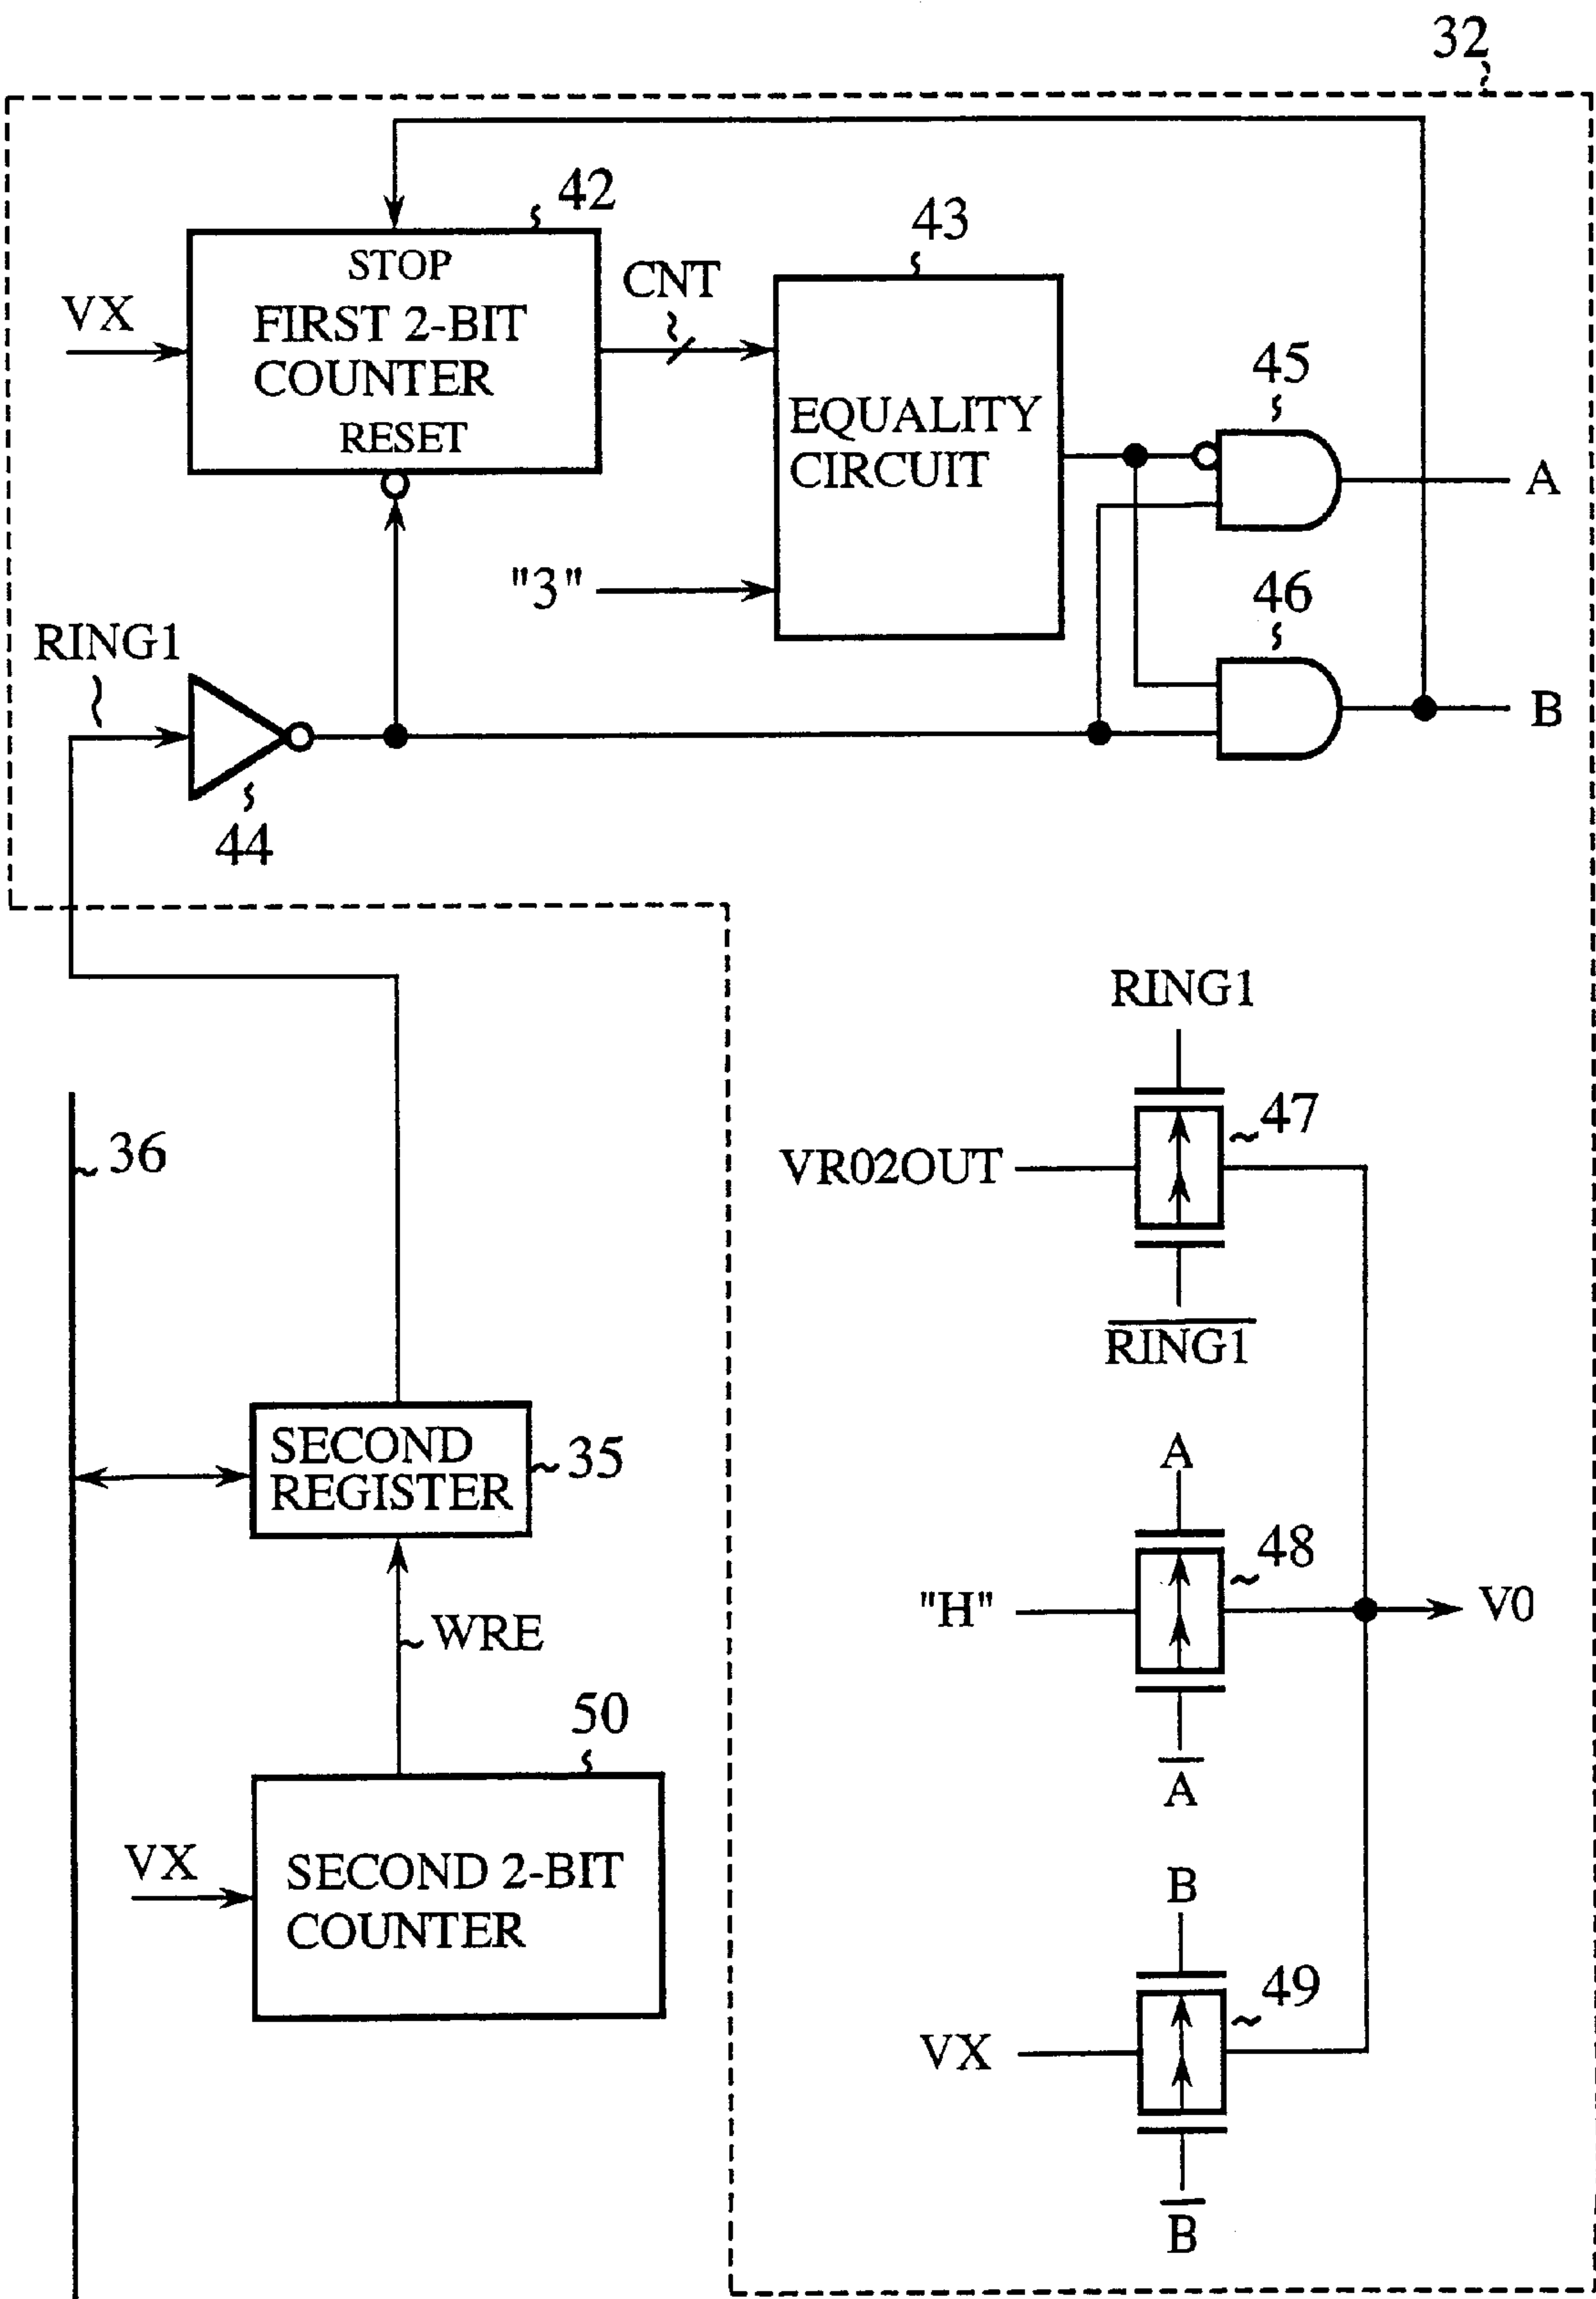 32
42
43
STOP
CNT
VX
FIRST 2-BIT
COUNTER
RESET
EQUALITY
CIRCUIT
45
A
"3"
46
RING1
B
44
RING1
47
36
VR02OUT
RING1
SECOND
REGISTER
35
A
48
"H"
V0
WRE
50
A
VX
SECOND 2-BIT
COUNTER
B
49
VX
B